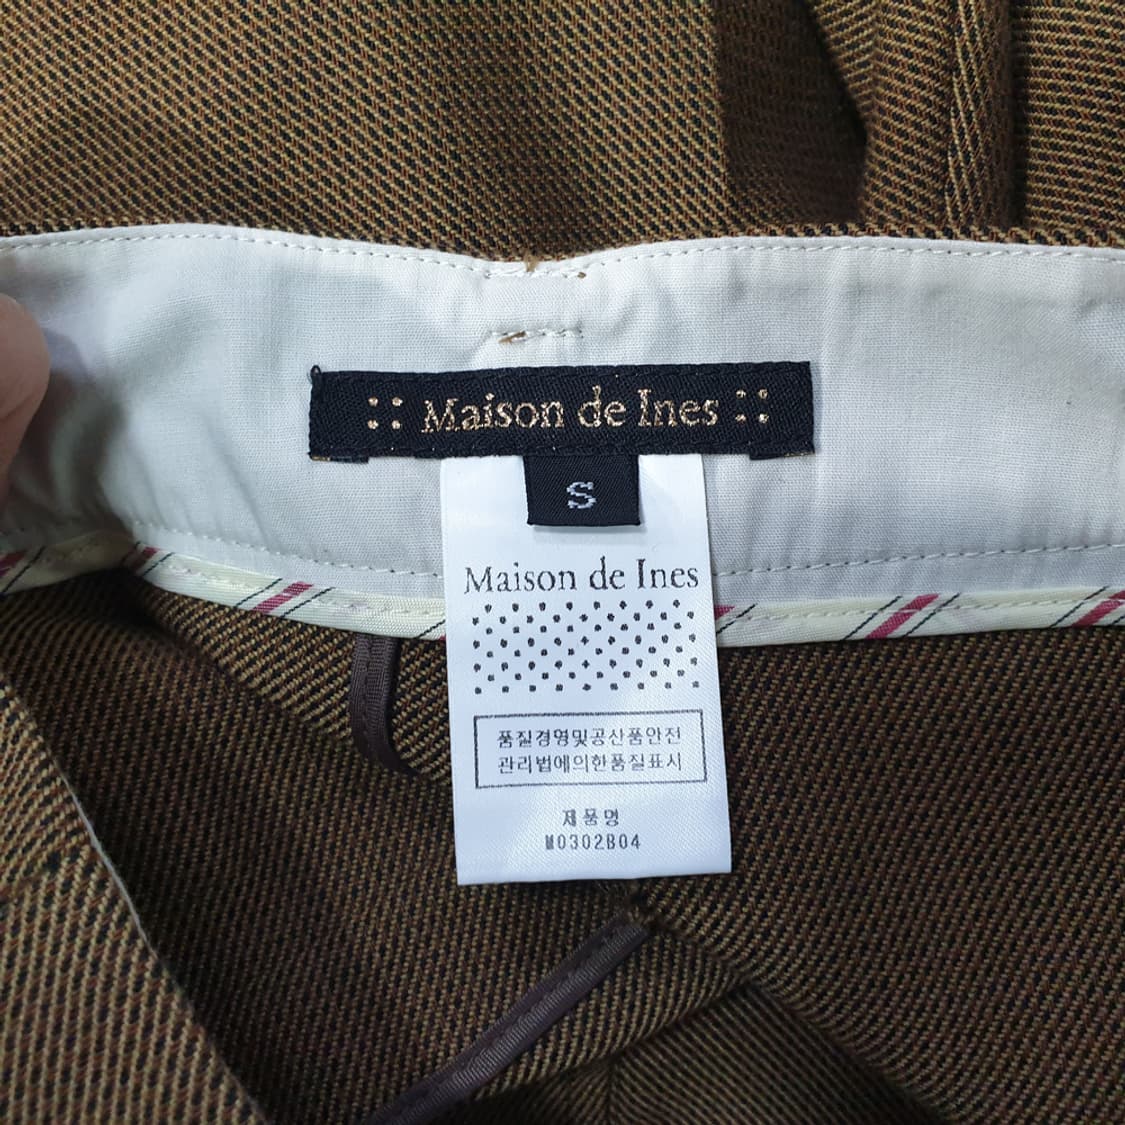 Maison de Ines
S
Maison de Ines
품질경영및공산품안전
관리법에의한품질표시
제품명
M0302B04